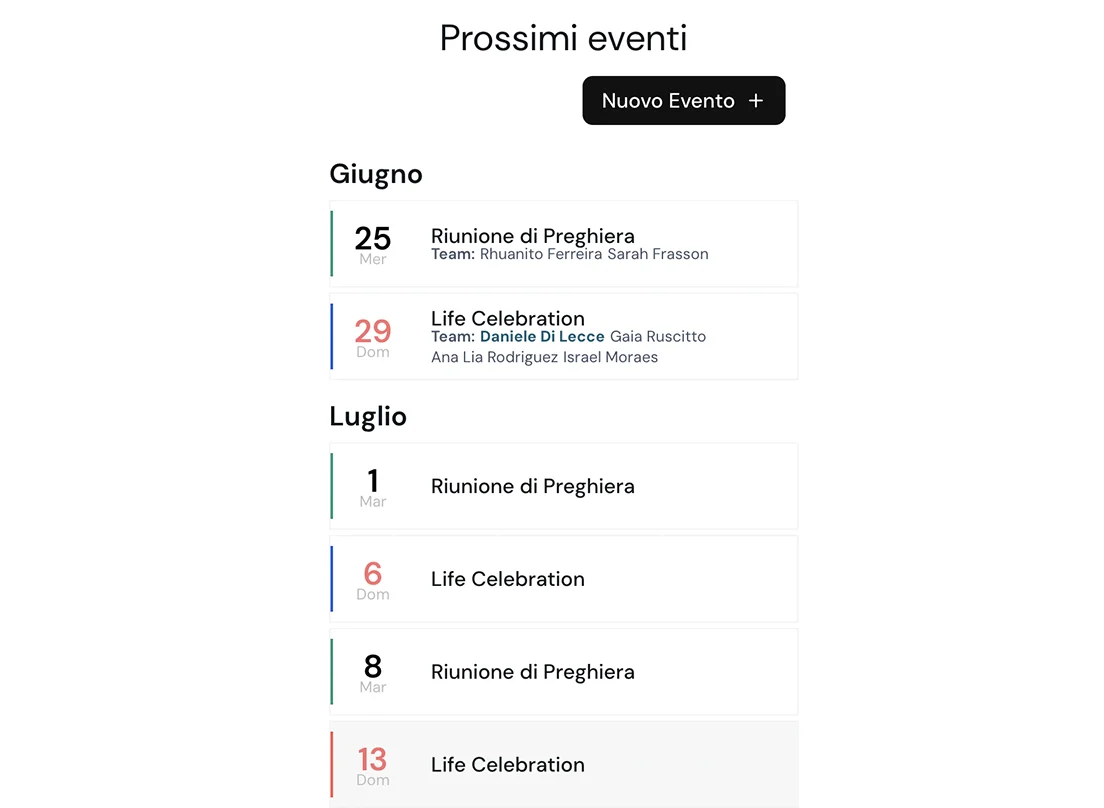 Prossimi eventi
Nuovo Evento +
Giugno
25
Mer
Riunione di Preghiera
Team: Rhuanito Ferreira Sarah Frasson
29
Dom
Life Celebration
Team: Daniele Di Lecce Gaia Ruscitto
Ana Lia Rodriguez Israel Moraes
Luglio
1
Mar
Riunione di Preghiera
6
Dom
Life Celebration
8
Mar
Riunione di Preghiera
13
Dom
Life Celebration